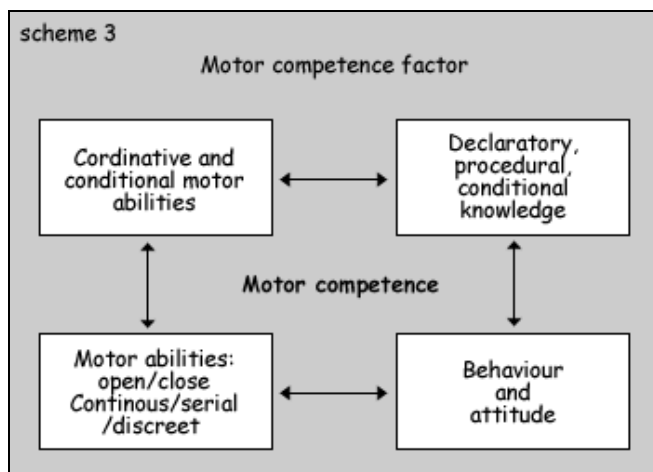 scheme 3
Motor competence factor
Cordinative and
conditional motor
abilities
Declaratory,
procedural,
conditional
knowledge
Motor competence
Motor abilities:
open/close
Continous/serial
/discreet
Behaviour
and
attitude